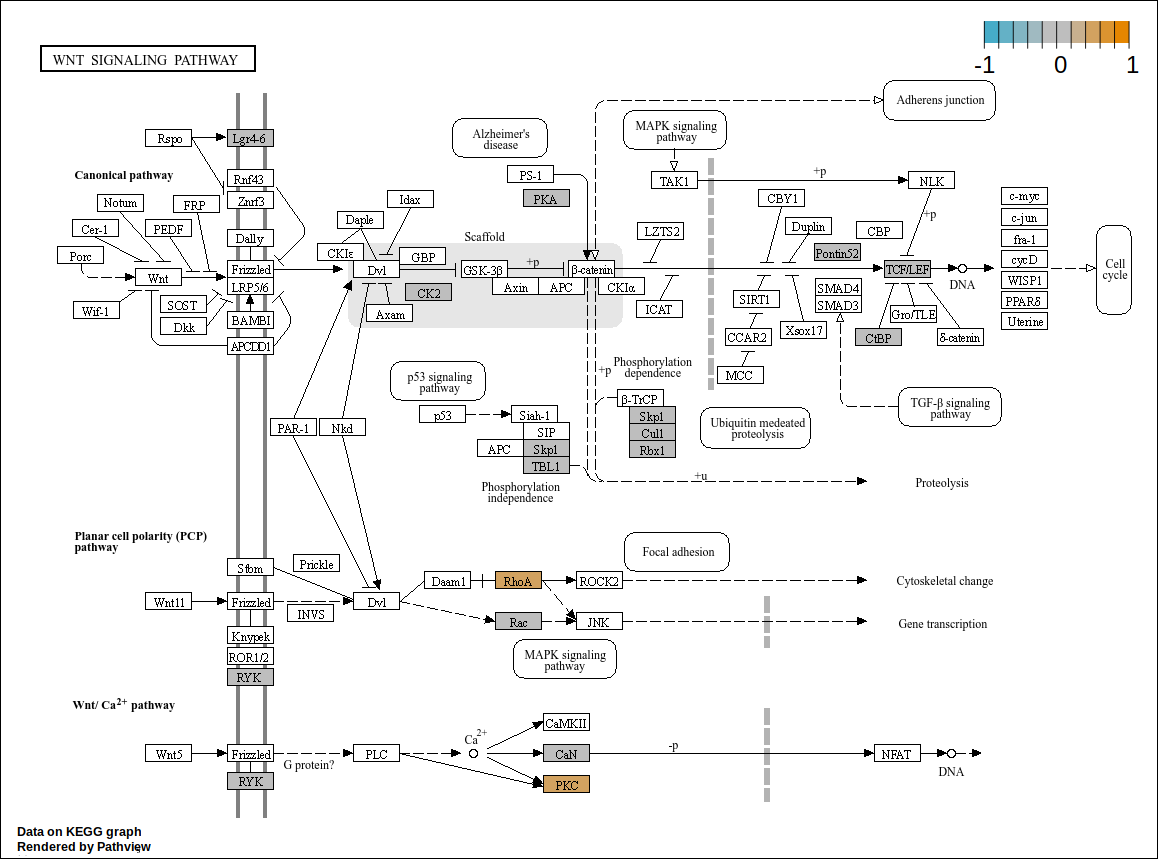 WNT SIGNALING PATHWAY
-1 0 1
Adherens junction
Alzheimer's
disease
MAPK signaling
pathway
Rspo
Lgr4-6
Canonical pathway
Rnf43
Znrf3
PS-1
PKA
TAK1
+p
NLK
CBY1
+p
Notum
FRP
Idax
Cer-1
PEDF
Daple
Dally
Scaffold
LZTS2
Duplin
CBP
c-myc
c-jun
fra-1
cycD
WISP1
PPARδ
Uterine
Cell
cycle
Porc
Wnt
Frizzled
LRP5/6
CKIε
Dvl
GBP
GSK-3β
+p
β-catenin
Pontin52
TCF/LEF
DNA
Axin
APC
CKIα
CK2
Axam
ICAT
SIRT1
SMAD4
SMAD3
Gro/TLE
Wif-1
SOST
Dkk
BAMBI
APCDD1
CCAR2
Xsox17
CtBP
δ-catenin
MCC
p53 signaling
pathway
+p
Phosphorylation
dependence
β-TrCP
Skp1
Cul1
Rbx1
Ubiquitin medeated
proteolysis
TGF-β signaling
pathway
PAR-1
Nkd
p53
Siah-1
SIP
APC
Skp1
TBL1
Phosphorylation
independence
+u
Proteolysis
Planar cell polarity (PCP)
pathway
Stbm
Prickle
Focal adhesion
Daam1
RhoA
ROCK2
Cytoskeletal change
Wnt11
Frizzled
INVS
Dvl
Rac
JNK
Gene transcription
Knypek
ROR1/2
RYK
MAPK signaling
pathway
Wnt/ Ca2+ pathway
CaMKII
Ca2+
Wnt5
Frizzled
G protein?
PLC
CaN
-p
NFAT
DNA
RYK
PKC
Data on KEGG graph
Rendered by Pathview